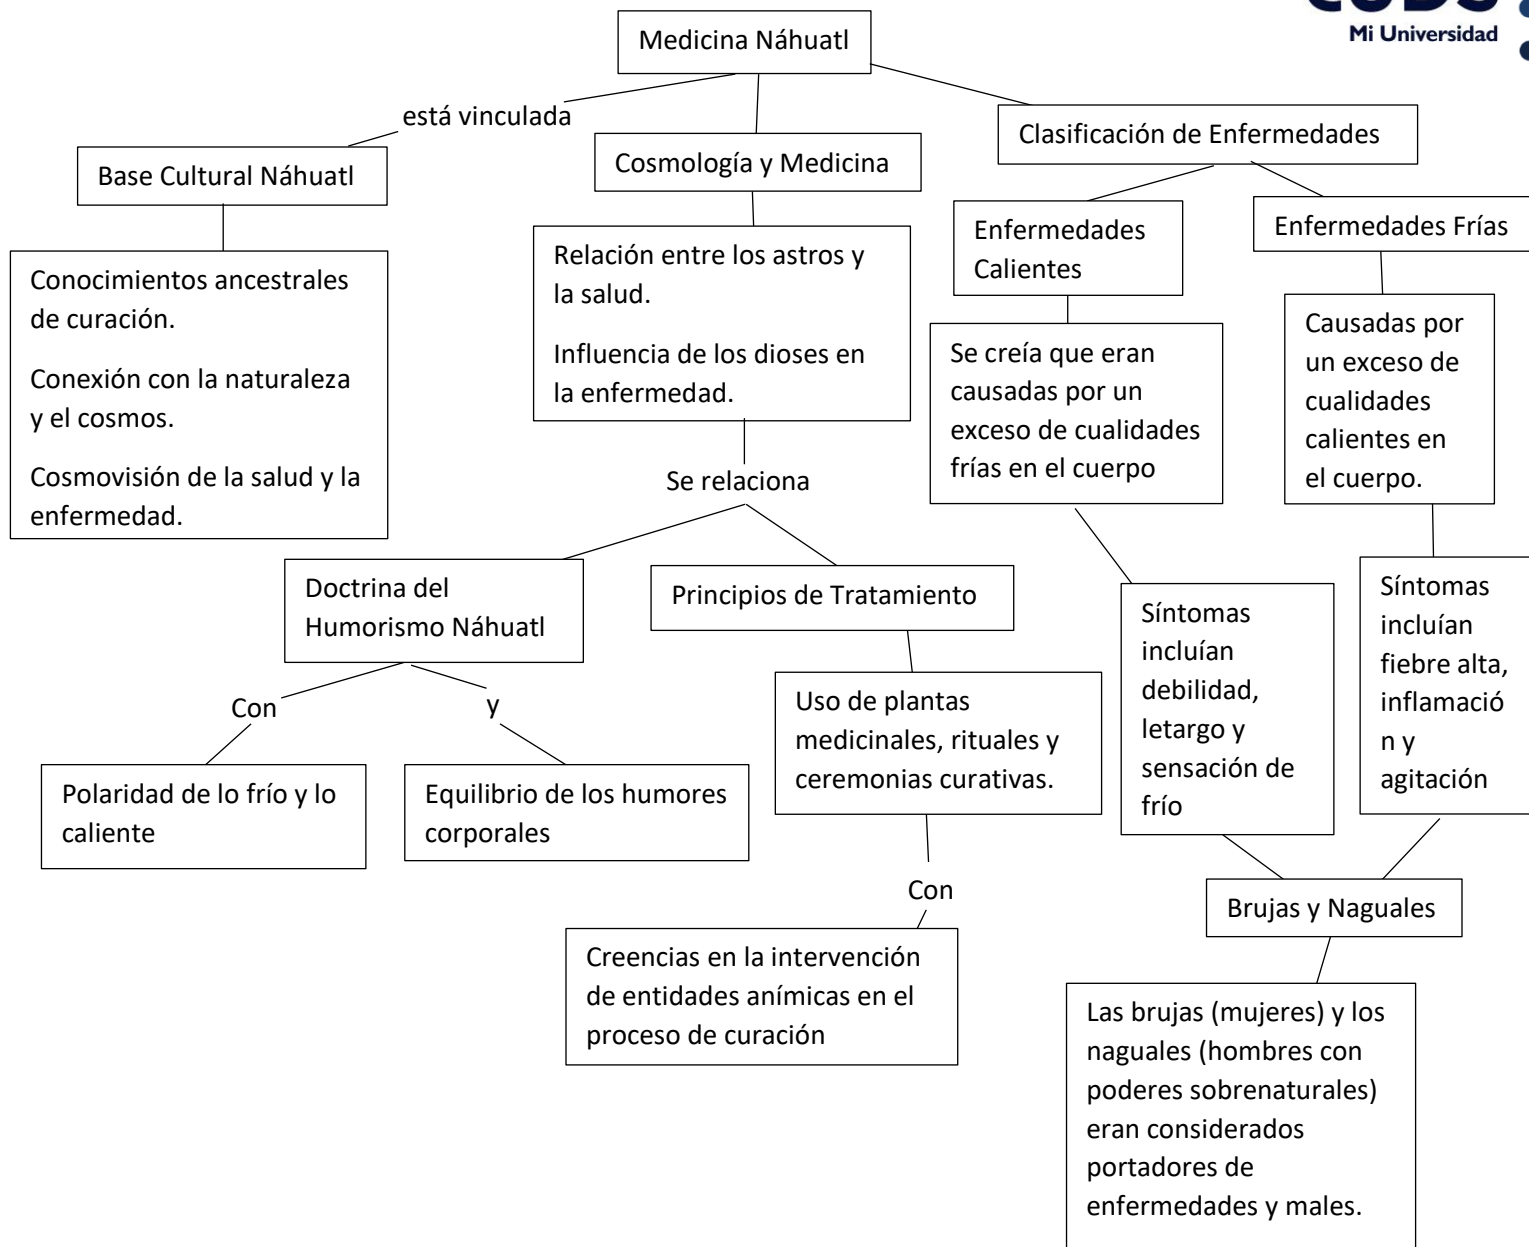 Mi Universidad
Medicina Náhuatl
está vinculada
Base Cultural Náhuatl
Conocimientos ancestrales
de curación.
Conexión con la naturaleza
y el cosmos.
Cosmovisión de la salud y la
enfermedad.
Cosmología y Medicina
Relación entre los astros y
la salud.
Influencia de los dioses en
la enfermedad.
Se relaciona
Doctrina del
Humorismo Náhuatl
Con
y
Polaridad de lo frío y lo
caliente
Equilibrio de los humores
corporales
Principios de Tratamiento
Uso de plantas
medicinales, rituales y
ceremonias curativas.
Con
Creencias en la intervención
de entidades anímicas en el
proceso de curación
Clasificación de Enfermedades
Enfermedades
Calientes
Se creía que eran
causadas por un
exceso de cualidades
frías en el cuerpo
Síntomas
incluían
debilidad,
letargo y
sensación de
frío
Enfermedades Frías
Causadas por
un exceso de
cualidades
calientes en
el cuerpo.
Síntomas
incluían
fiebre alta,
inflamació
n y
agitación
Brujas y Naguales
Las brujas (mujeres) y los
naguales (hombres con
poderes sobrenaturales)
eran considerados
portadores de
enfermedades y males.